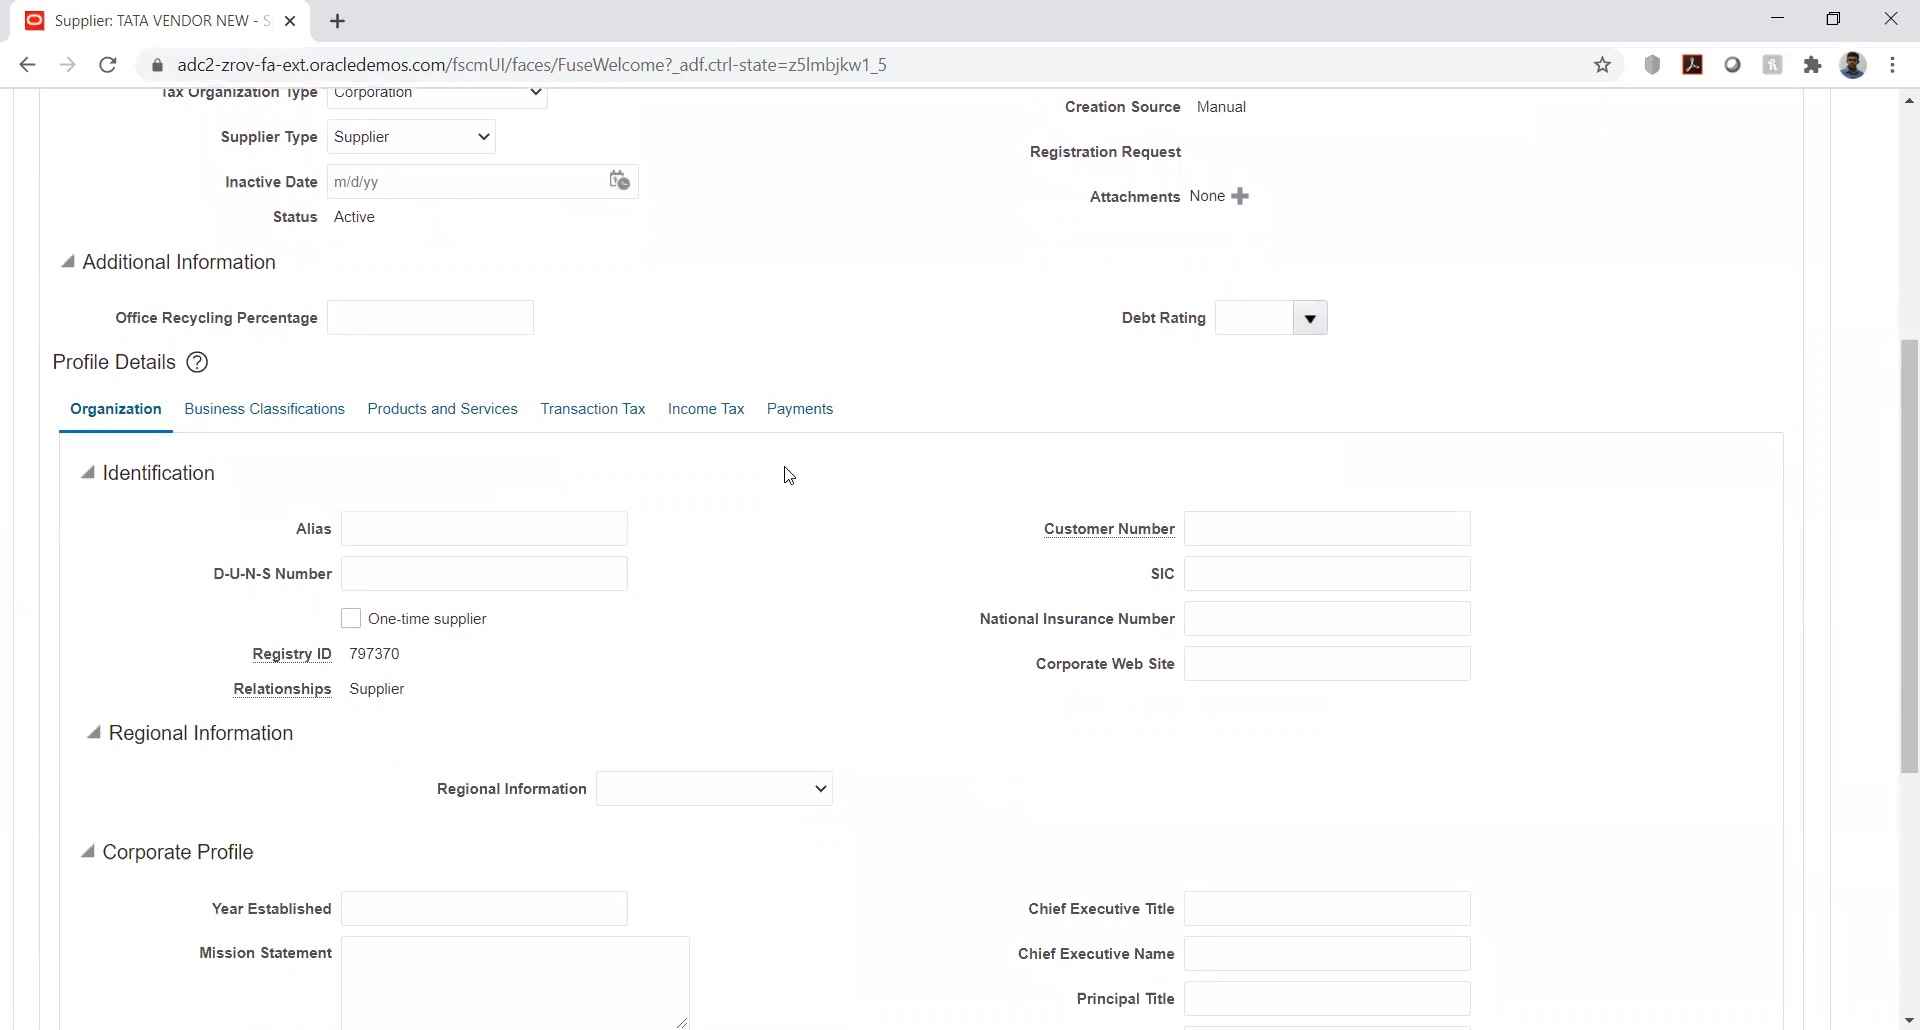 Supplier: TATA VENDOR NEW - S
adc2-zrov-fa-ext.oracledemos.com/fscmUI/faces/FuseWelcome?_adf.ctrl-state=z5lmbjkw1_5
Tax Organization Type Corporation
Creation Source Manual
Supplier Type Supplier
Registration Request
Inactive Date m/d/yy
Attachments None
Status Active
Additional Information
Office Recycling Percentage
Debt Rating
Profile Details
Organization Business Classifications Products and Services Transaction Tax Income Tax Payments
Identification
Alias
Customer Number
D-U-N-S Number
SIC
One-time supplier
National Insurance Number
Registry ID 797370
Corporate Web Site
Relationships Supplier
Regional Information
Regional Information
Corporate Profile
Year Established
Chief Executive Title
Mission Statement
Chief Executive Name
Principal Title